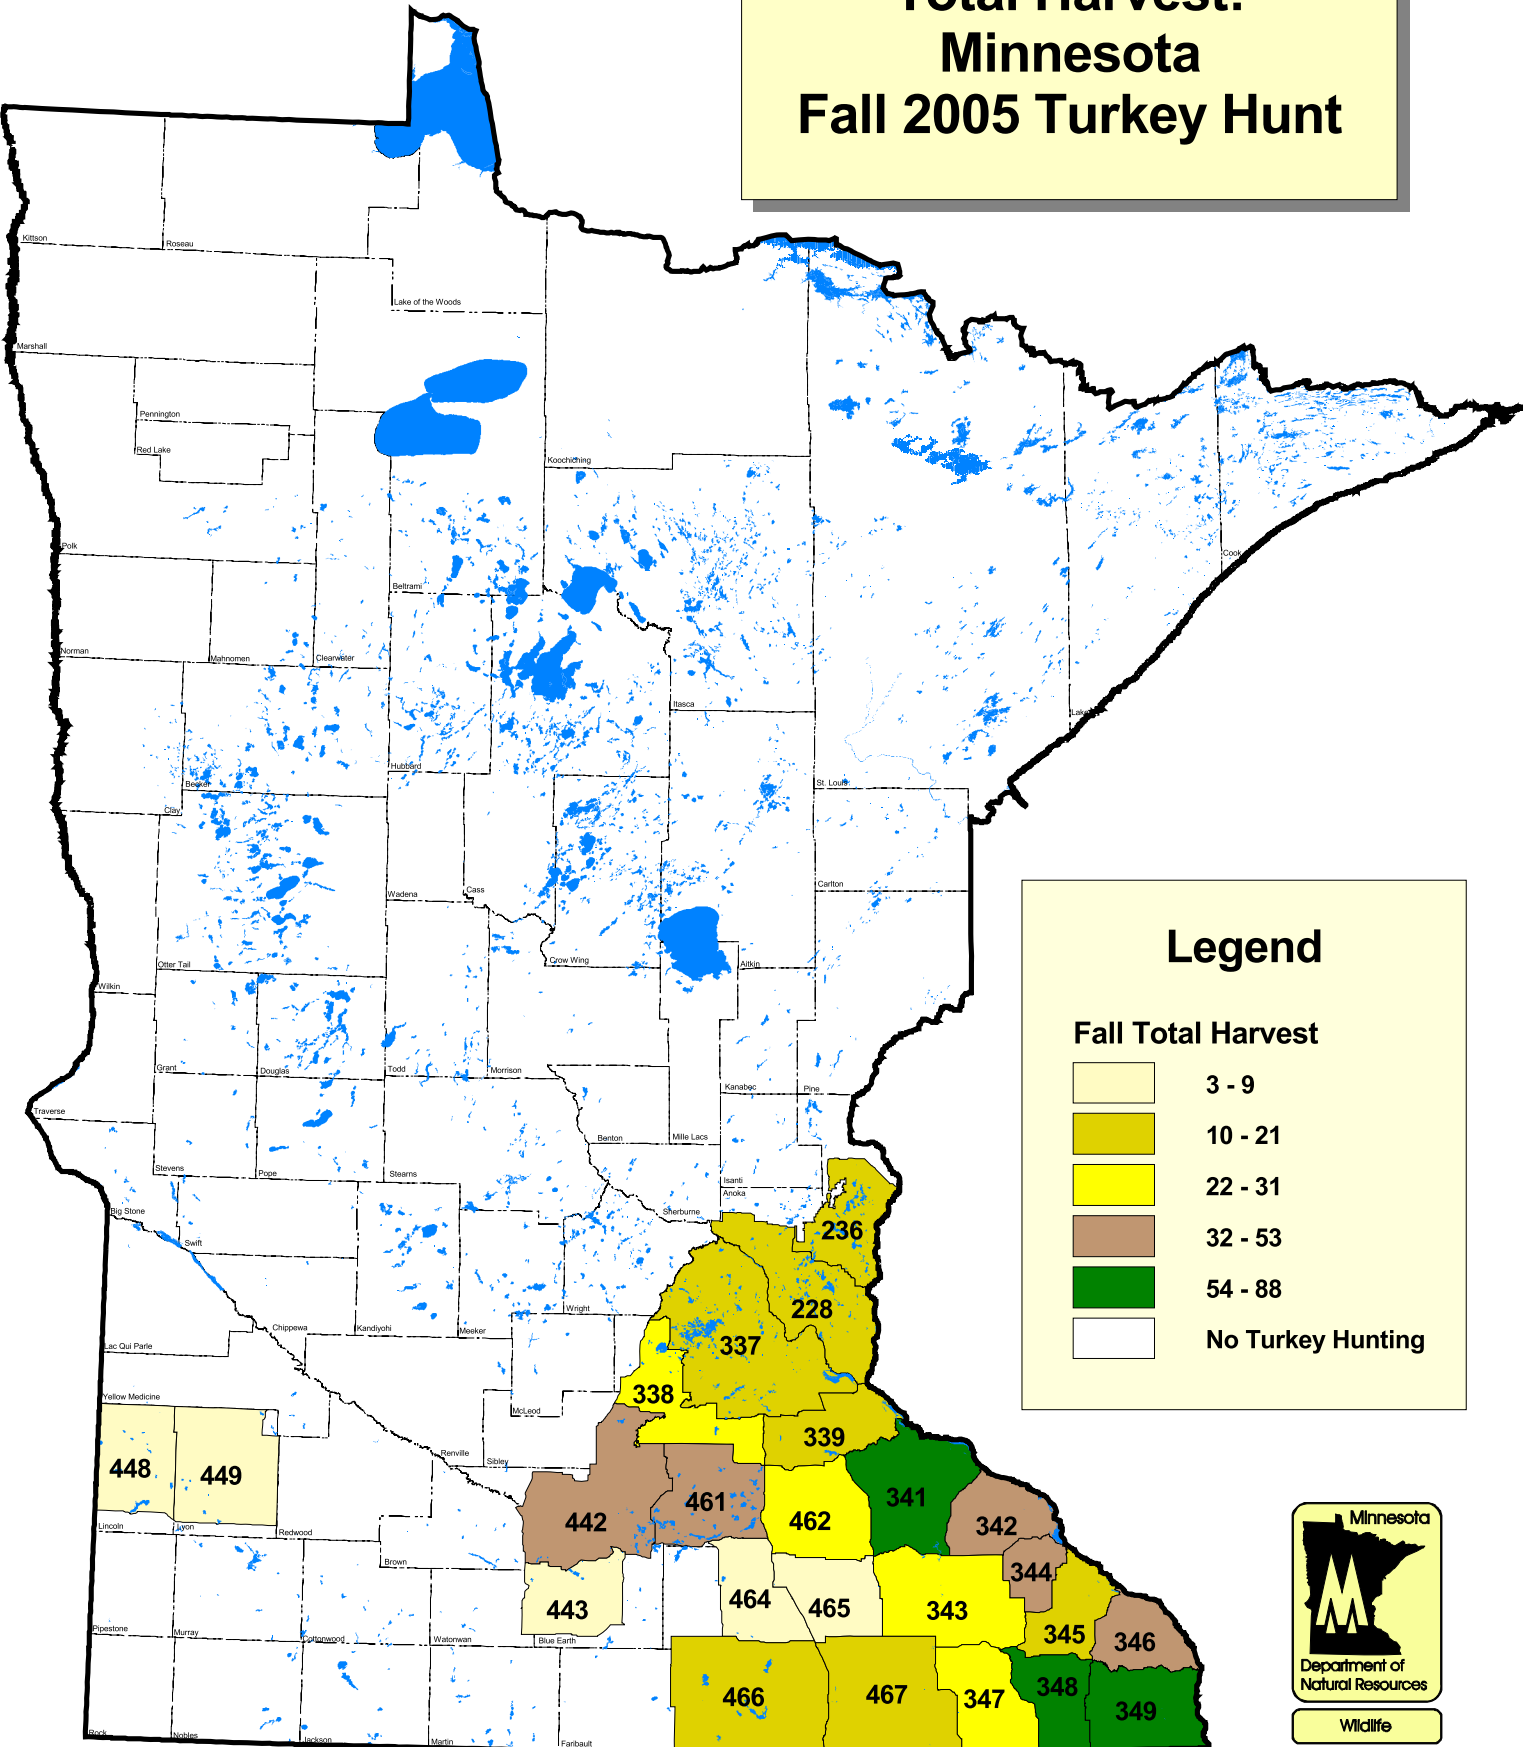 Total Harvest:
Minnesota
Fall 2005 Turkey Hunt
Kittson
Roseau
Lake of the Woods
Marshall
Pennington
Red Lake
Koochiching
Polk
Cook
Beltrami
Norman
Mahnomen
Clearwater
Itasca
Lake
Hubbard
St. Louis
Becker
Clay
Wadena
Cass
Carlton
Otter Tail
Crow Wing
Aitkin
Wilkin
Grant
Douglas
Todd
Morrison
Kanabec
Pine
Traverse
Benton
Mille Lacs
Stevens
Pope
Stearns
Isanti
Anoka
Big Stone
Sherburne
Swift
Wright
Chippewa
Kandiyohi
Meeker
Lac Qui Parle
Yellow Medicine
McLeod
Renville
Sibley
Lincoln
Lyon
Redwood
Brown
Pipestone
Murray
Cottonwood
Watonwan
Blue Earth
Rock
Nobles
Jackson
Martin
Faribault
236
228
337
338
339
448
449
442
461
462
341
342
344
443
464
465
343
345
346
466
467
347
348
349
Legend
Fall Total Harvest
3 - 9
10 - 21
22 - 31
32 - 53
54 - 88
No Turkey Hunting
Minnesota
Department of
Natural Resources
Wildlife